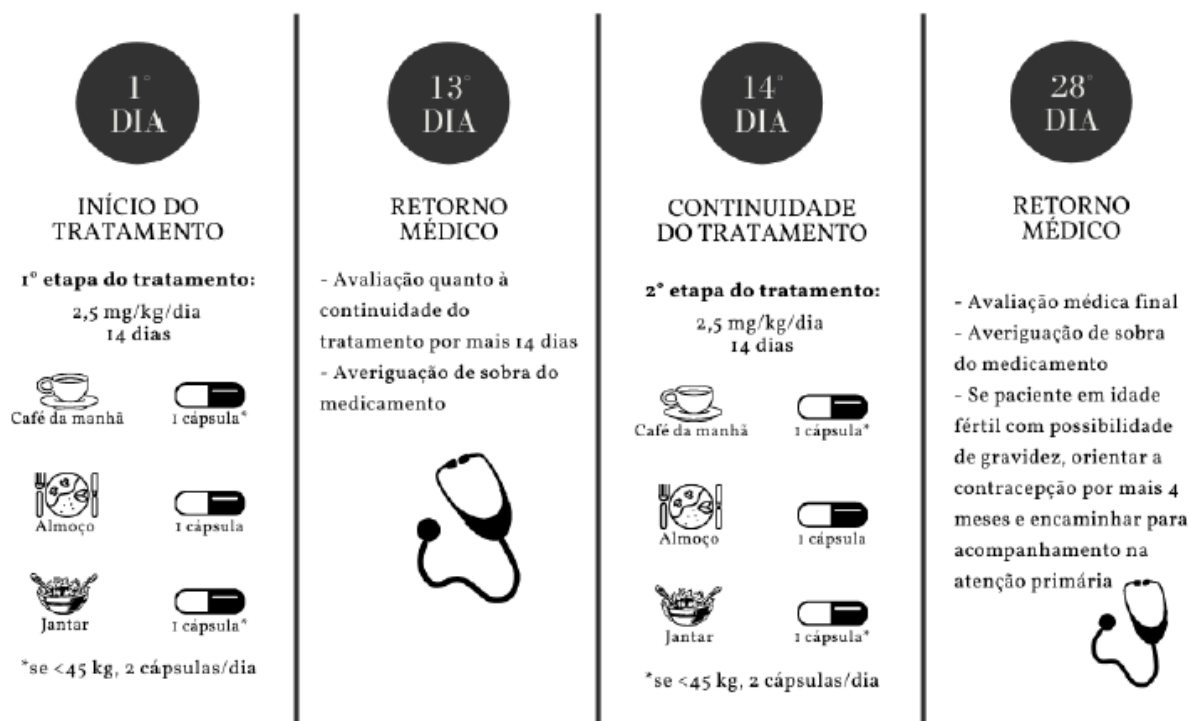 1°
DIA
INÍCIO DO
TRATAMENTO
1º etapa do tratamento:
2,5 mg/kg/dia
14 dias
Café da manhã
1 cápsula*
Almoço
1 cápsula
Jantar
1 cápsula*
*se <45 kg, 2 cápsulas/dia
13°
DIA
RETORNO
MÉDICO
- Avaliação quanto à
continuidade do
tratamento por mais 14 dias
- Averiguação de sobra do
medicamento
14°
DIA
CONTINUIDADE
DO TRATAMENTO
2° etapa do tratamento:
2,5 mg/kg/dia
14 dias
Café da manhã
1 cápsula*
Almoço
1 cápsula
Jantar
1 cápsula*
*se <45 kg, 2 cápsulas/dia
28°
DIA
RETORNO
MÉDICO
- Avaliação médica final
- Averiguação de sobra
do medicamento
- Se paciente em idade
fértil com possibilidade
de gravidez, orientar a
contracepção por mais 4
meses e encaminhar para
acompanhamento na
atenção primária